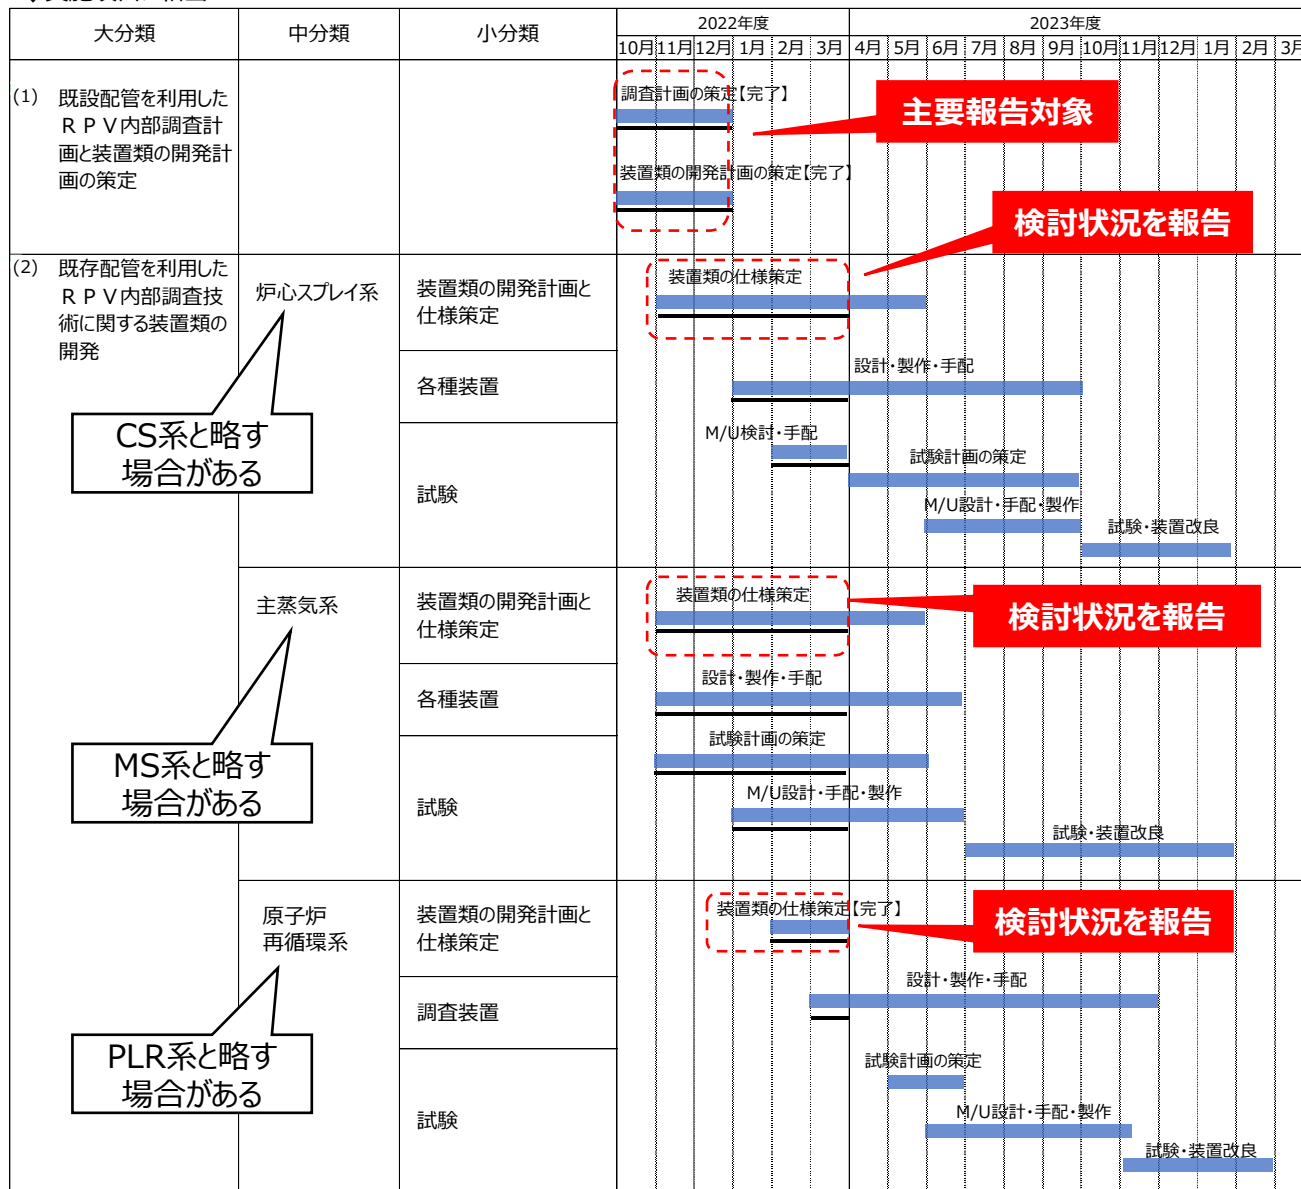 大分類
中分類
小分類
2022年度
2023年度
10月 11月 12月 1月 2月 3月 4月 5月 6月 7月 8月 9月 10月 11月 12月 1月 2月 3月
(1) 既設配管を利用した
ＲＰＶ内部調査計
画と装置類の開発計
画の策定
調査計画の策定【完了】
装置類の開発計画の策定【完了】
主要報告対象
検討状況を報告
(2) 既存配管を利用した
ＲＰＶ内部調査技
術に関する装置類の
開発
炉心スプレイ系
CS系と略す
場合がある
装置類の開発計画と
仕様策定
装置類の仕様策定
各種装置
設計・製作・手配
試験
M/U検討・手配
試験計画の策定
M/U設計・手配・製作
試験・装置改良
主蒸気系
MS系と略す
場合がある
装置類の開発計画と
仕様策定
装置類の仕様策定
検討状況を報告
各種装置
設計・製作・手配
試験
試験計画の策定
M/U設計・手配・製作
試験・装置改良
原子炉
再循環系
PLR系と略す
場合がある
装置類の開発計画と
仕様策定
装置類の仕様策定【完了】
検討状況を報告
調査装置
設計・製作・手配
試験
試験計画の策定
M/U設計・手配・製作
試験・装置改良